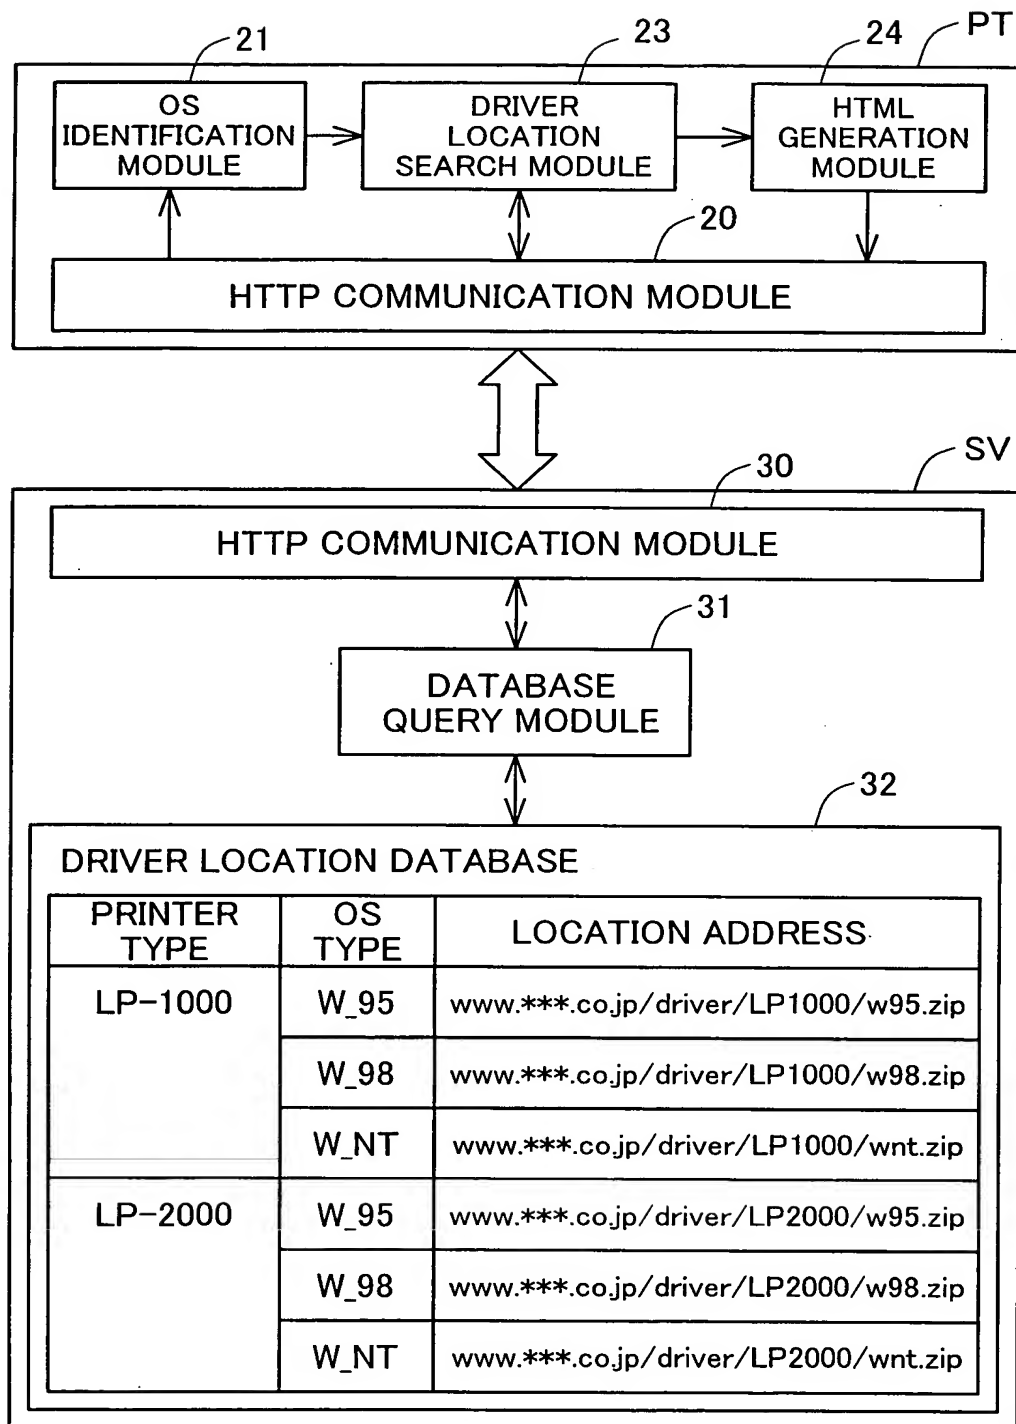 PT
21
23
24
OS
IDENTIFICATION
MODULE
DRIVER
LOCATION
SEARCH MODULE
HTML
GENERATION
MODULE
20
HTTP COMMUNICATION MODULE
SV
30
HTTP COMMUNICATION MODULE
31
DATABASE
QUERY MODULE
32
DRIVER LOCATION DATABASE
PRINTER TYPE OS TYPE LOCATION ADDRESS
LP-1000 W_95 www.***.co.jp/driver/LP1000/w95.zip
W_98 www.***.co.jp/driver/LP1000/w98.zip
W_NT www.***.co.jp/driver/LP1000/wnt.zip
LP-2000 W_95 www.***.co.jp/driver/LP2000/w95.zip
W_98 www.***.co.jp/driver/LP2000/w98.zip
W_NT www.***.co.jp/driver/LP2000/wnt.zip